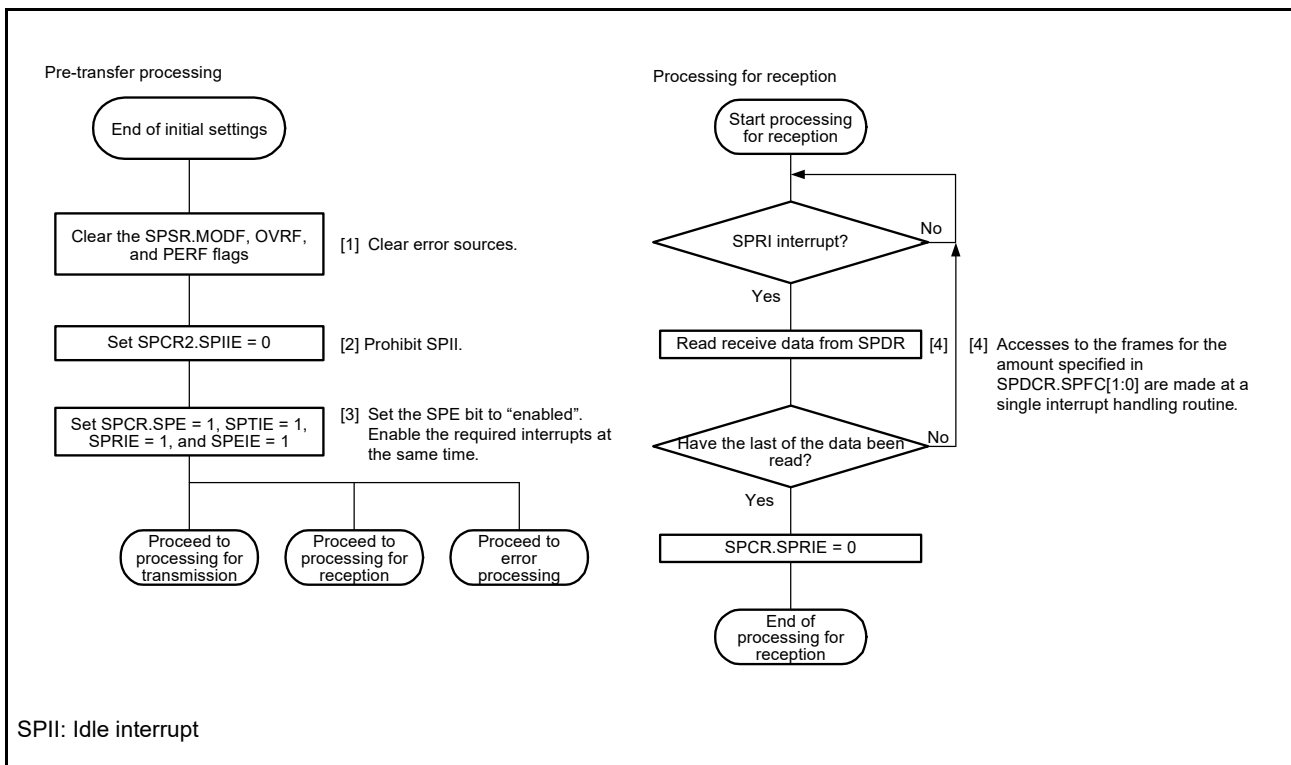 Pre-transfer processing
End of initial settings
Clear the SPSR.MODF, OVRF,
and PERF flags
[1] Clear error sources.
Set SPCR2.SPIIE = 0
[2] Prohibit SPII.
Set SPCR.SPE = 1, SPTIE = 1,
SPRIE = 1, and SPEIE = 1
[3] Set the SPE bit to “enabled”.
Enable the required interrupts at
the same time.
Proceed to
processing for
transmission
Proceed to
processing for
reception
Proceed to
error
processing
Processing for reception
Start processing
for reception
SPRI interrupt?
No
Yes
Read receive data from SPDR
[4]
[4] Accesses to the frames for the
amount specified in
SPDCR.SPFC[1:0] are made at a
single interrupt handling routine.
Have the last of the data been
read?
No
Yes
SPCR.SPRIE = 0
End of
processing for
reception
SPII: Idle interrupt